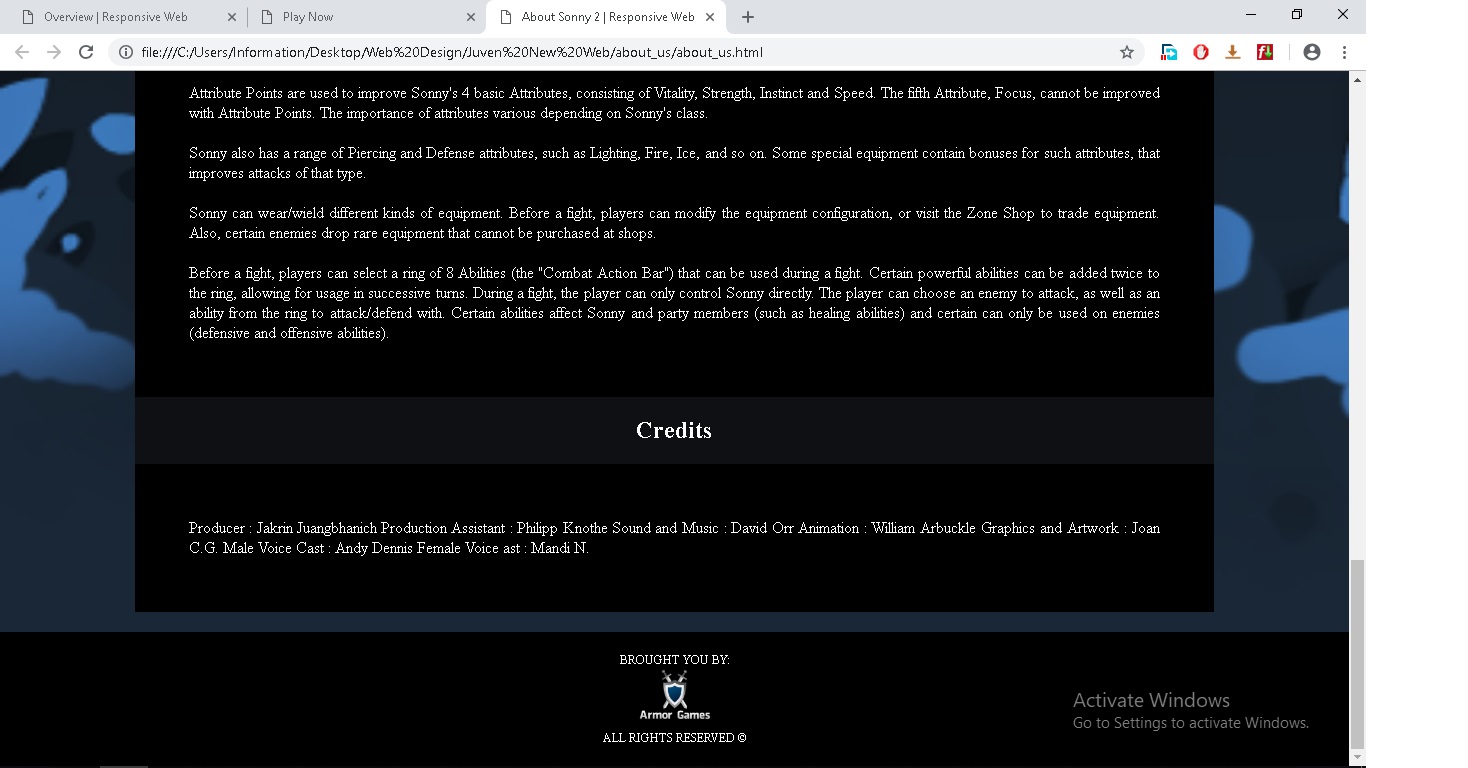 Overview | Responsive Web
Play Now
About Sonny 2 | Responsive Web
file:///C:/Users/Information/Desktop/Web%20Design/Juven%20New%20Web/about_us/about_us.html
Attribute Points are used to improve Sonny's 4 basic Attributes, consisting of Vitality, Strength, Instinct and Speed. The fifth Attribute, Focus, cannot be improved
with Attribute Points. The importance of attributes various depending on Sonny's class.
Sonny also has a range of Piercing and Defense attributes, such as Lighting, Fire, Ice, and so on. Some special equipment contain bonuses for such attributes, that
improves attacks of that type.
Sonny can wear/wield different kinds of equipment. Before a fight, players can modify the equipment configuration, or visit the Zone Shop to trade equipment.
Also, certain enemies drop rare equipment that cannot be purchased at shops.
Before a fight, players can select a ring of 8 Abilities (the "Combat Action Bar") that can be used during a fight. Certain powerful abilities can be added twice to
the ring, allowing for usage in successive turns. During a fight, the player can only control Sonny directly. The player can choose an enemy to attack, as well as an
ability from the ring to attack/defend with. Certain abilities affect Sonny and party members (such as healing abilities) and certain can only be used on enemies
(defensive and offensive abilities).
Credits
Producer : Jakrin Juangbhanich Production Assistant : Philipp Knothe Sound and Music : David Orr Animation : William Arbuckle Graphics and Artwork : Joan
C.G. Male Voice Cast : Andy Dennis Female Voice ast : Mandi N.
BROUGHT YOU BY:
Armor Games
ALL RIGHTS RESERVED ©
Activate Windows
Go to Settings to activate Windows.